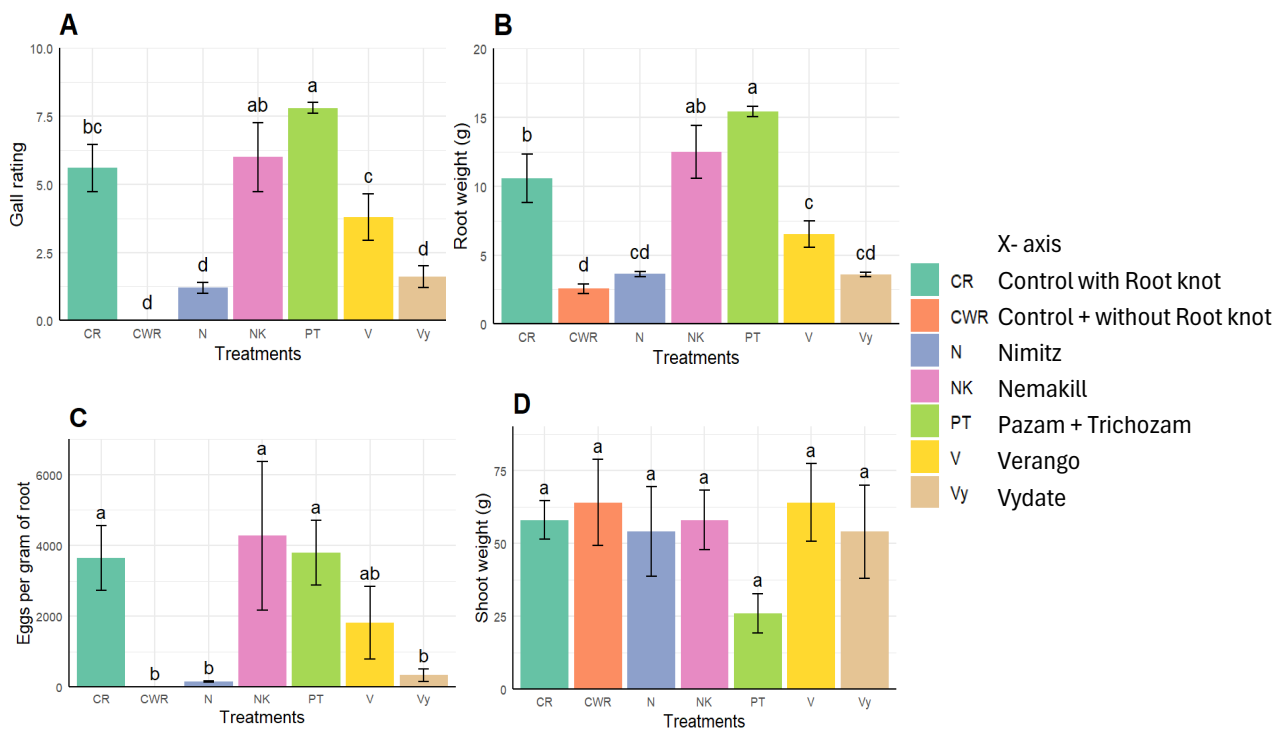 A
Gall rating
10.0
7.5
5.0
2.5
0.0
bc
d
d
ab
a
c
d
CR CWR N NK PT V Vy
Treatments
B
Root weight (g)
20
15
10
5
0
b
d
cd
ab
a
c
cd
CR CWR N NK PT V Vy
Treatments
C
Eggs per gram of root
6000
4000
2000
0
a
b
b
a
a
ab
b
CR CWR N NK PT V Vy
Treatments
D
Shoot weight (g)
75
50
25
0
a
a
a
a
a
a
a
CR CWR N NK PT V Vy
Treatments
X- axis
CR Control with Root knot
CWR Control + without Root knot
N Nimitz
NK Nemakill
PT Pazam + Trichozam
V Verango
Vy Vydate